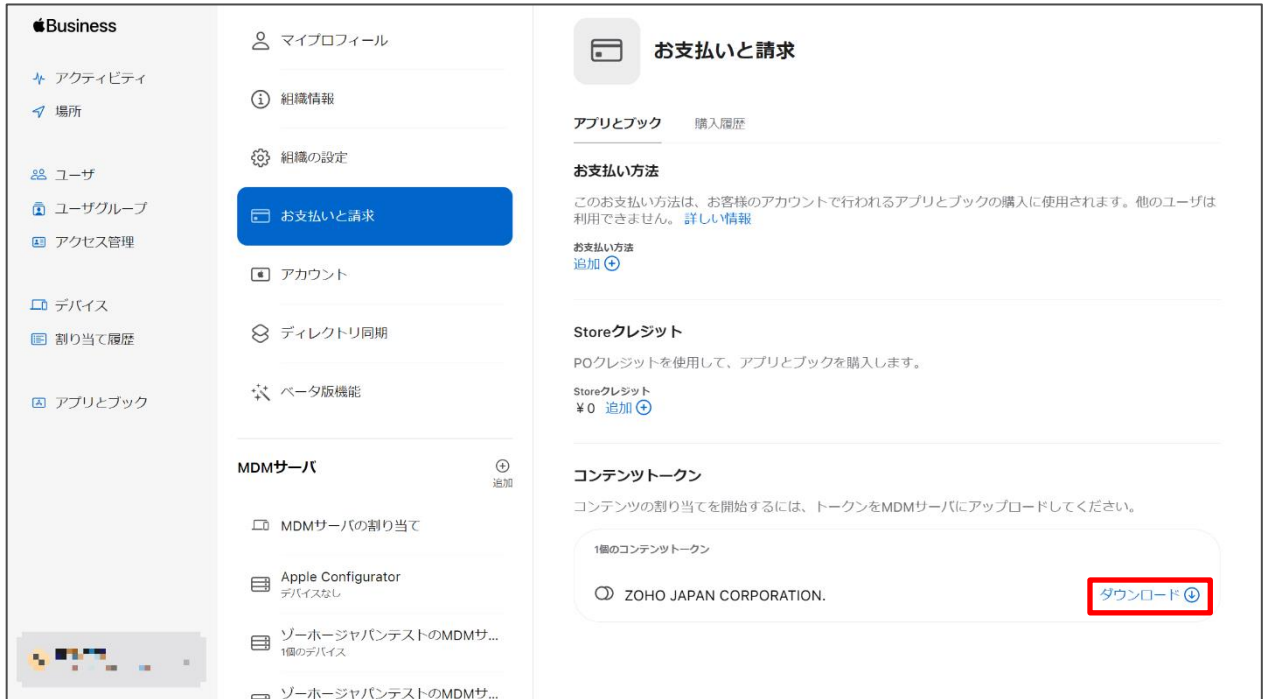 Business
アクティビティ
場所
ユーザ
ユーザグループ
アクセス管理
デバイス
割り当て履歴
アプリとブック
マイプロフィール
組織情報
組織の設定
お支払いと請求
アカウント
ディレクトリ同期
ベータ版機能
MDMサーバ
追加
MDMサーバの割り当て
Apple Configurator
デバイスなし
ゾーホージャパンテストのMDMサ...
1個のデバイス
ゾーホージャパンテストのMDMサ...
お支払いと請求
アプリとブック 購入履歴
お支払い方法
このお支払い方法は、お客様のアカウントで行われるアプリとブックの購入に使用されます。他のユーザは
利用できません。 詳しい情報
お支払い方法
追加
Storeクレジット
POクレジットを使用して、アプリとブックを購入します。
Storeクレジット
¥0 追加
コンテンツトークン
コンテンツの割り当てを開始するには、トークンをMDMサーバにアップロードしてください。
1個のコンテンツトークン
ZOHO JAPAN CORPORATION. ダウンロード